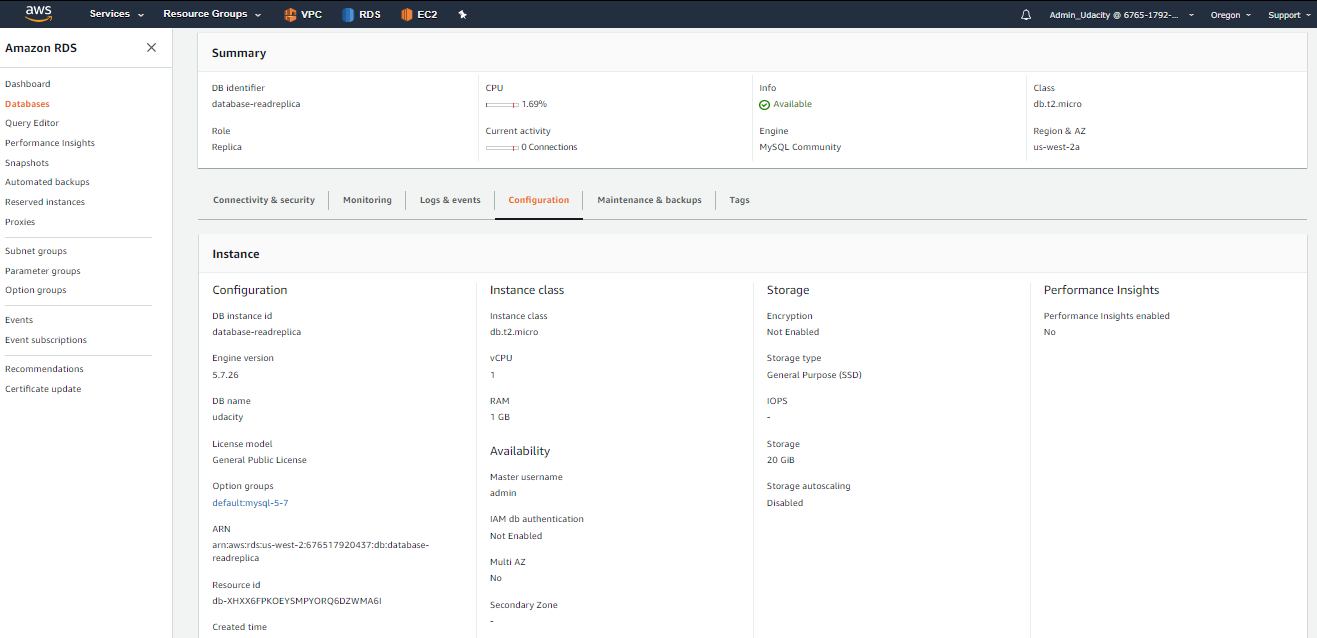 aws
Services
Resource Groups
VPC
RDS
EC2
Admin_Udacity @ 6765-1792-...
Oregon
Support
Amazon RDS
Dashboard
Databases
Query Editor
Performance Insights
Snapshots
Automated backups
Reserved instances
Proxies
Subnet groups
Parameter groups
Option groups
Events
Event subscriptions
Recommendations
Certificate update
Summary
DB identifier
database-readreplica
Role
Replica
CPU
1.69%
Current activity
0 Connections
Info
Available
Engine
MySQL Community
Class
db.t2.micro
Region & AZ
us-west-2a
Connectivity & security
Monitoring
Logs & events
Configuration
Maintenance & backups
Tags
Instance
Configuration
DB instance id
database-readreplica
Engine version
5.7.26
DB name
udacity
License model
General Public License
Option groups
default:mysql-5-7
ARN
arn:aws:rds:us-west-2:676517920437:db:database-
readreplica
Resource id
db-XHXX6FPKOEYSMPYORQ6DZWMA6I
Created time
Instance class
Instance class
db.t2.micro
vCPU
1
RAM
1 GB
Availability
Master username
admin
IAM db authentication
Not Enabled
Multi AZ
No
Secondary Zone
-
Storage
Encryption
Not Enabled
Storage type
General Purpose (SSD)
IOPS
-
Storage
20 GiB
Storage autoscaling
Disabled
Performance Insights
Performance Insights enabled
No